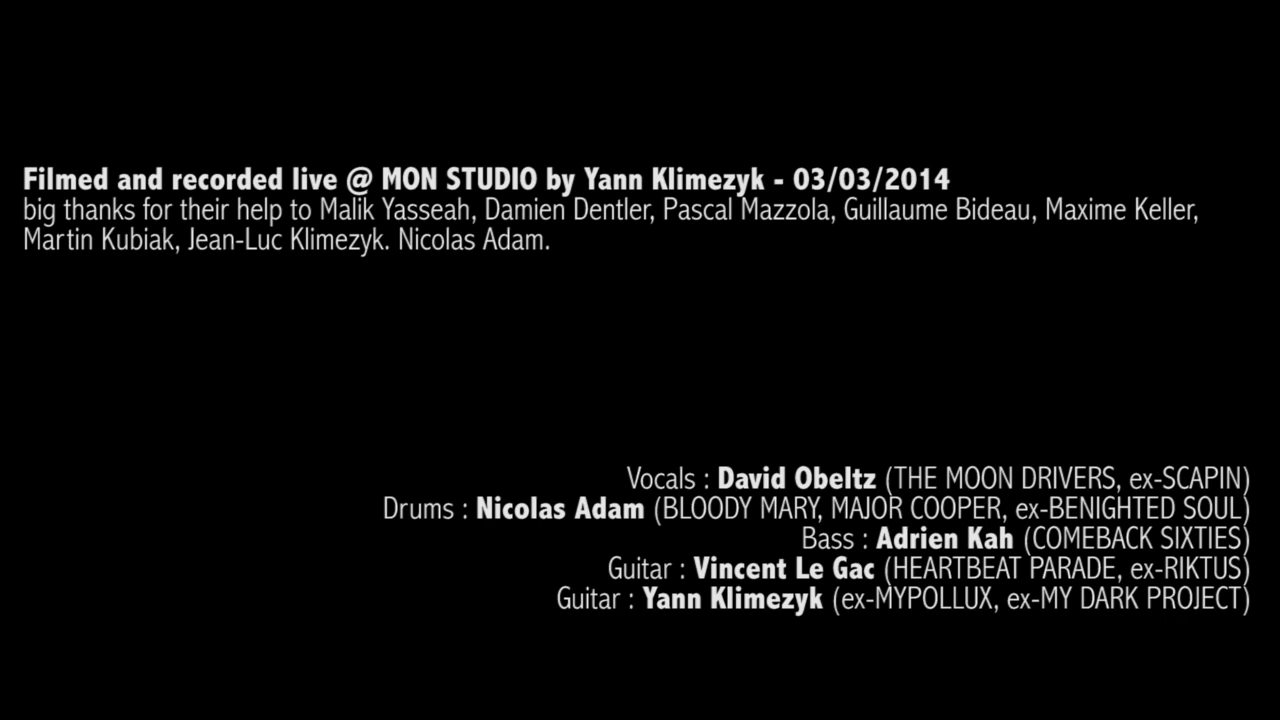 Filmed and recorded live @ MON STUDIO by Yann Klimezyk - 03/03/2014
big thanks for their help to Malik Yasseah, Damien Dentler, Pascal Mazzola, Guillaume Bideau, Maxime Keller,
Martin Kubiak, Jean-Luc Klimezyk. Nicolas Adam.
Vocals : David Obeltz (THE MOON DRIVERS, ex-SCAPIN)
Drums : Nicolas Adam (BLOODY MARY, MAJOR COOPER, ex-BENIGHTED SOUL)
Bass : Adrien Kah (COMEBACK SIXTIES)
Guitar : Vincent Le Gac (HEARTBEAT PARADE, ex-RIKTUS)
Guitar : Yann Klimezyk (ex-MYPOLLUX, ex-MY DARK PROJECT)